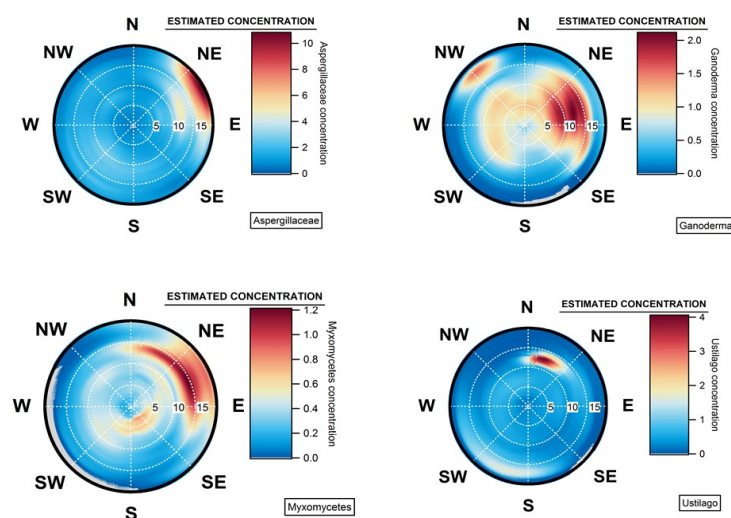 ESTIMATED CONCENTRATION
N
NW
NE
W
E
SW
SE
S
5
10
15
10
8
6
4
2
0
Aspergillaceae concentration
Aspergillaceae
ESTIMATED CONCENTRATION
N
NW
NE
W
E
SW
SE
S
5
10
15
2.0
1.5
1.0
0.5
0.0
Ganoderma concentration
Ganoderma
ESTIMATED CONCENTRATION
N
NW
NE
W
E
SW
SE
S
5
10
15
1.2
1.0
0.8
0.6
0.4
0.2
0.0
Myxomycetes concentration
Myxomycetes
ESTIMATED CONCENTRATION
N
NW
NE
W
E
SW
SE
S
5
10
15
4
3
2
1
0
Ustilago concentration
Ustilago